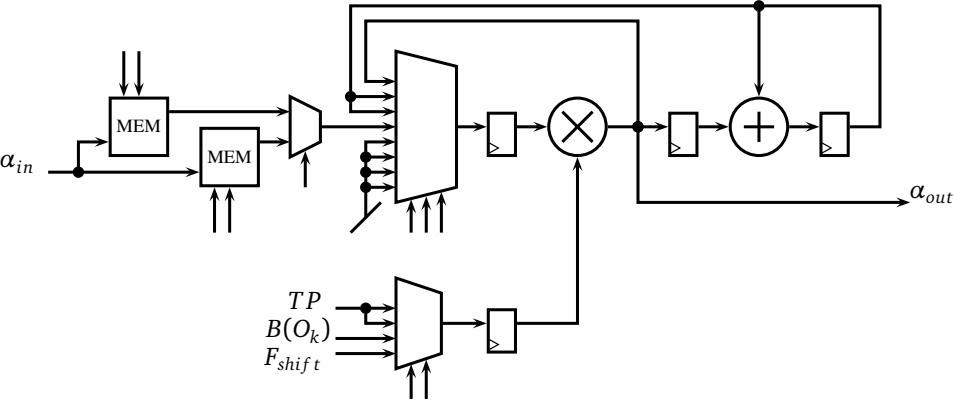 MEM
MEM
α_in
α_out
TP
B(O_k)
F_shift